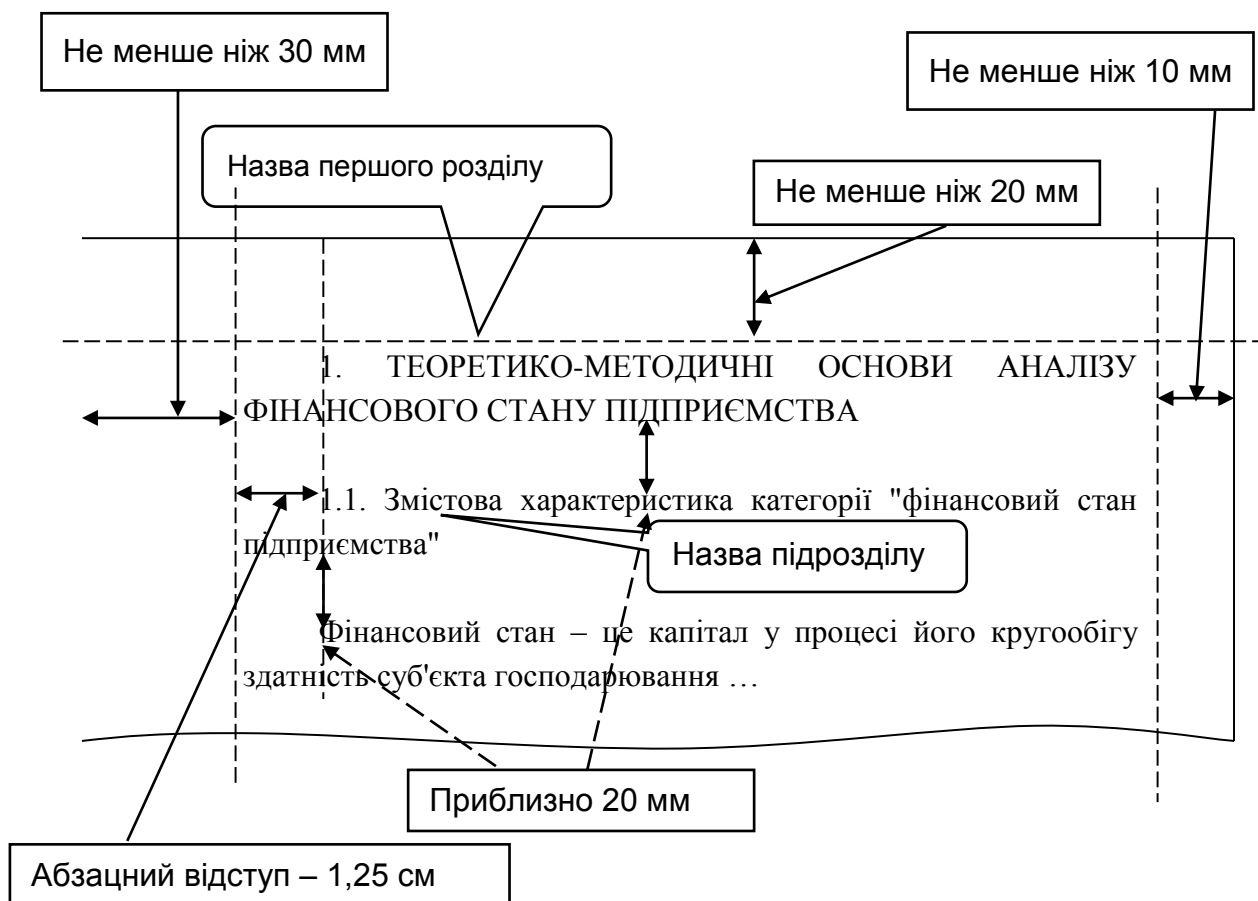 Не менше ніж 30 мм
Не менше ніж 10 мм
Назва першого розділу
Не менше ніж 20 мм
1. ТЕОРЕТИКО-МЕТОДИЧНІ ОСНОВИ АНАЛІЗУ
ФІНАНСОВОГО СТАНУ ПІДПРИЄМСТВА
1.1. Змістова характеристика категорії "фінансовий стан
підприємства"
Назва підрозділу
Фінансовий стан – це капітал у процесі його кругообігу
здатність суб'єкта господарювання …
Приблизно 20 мм
Абзацний відступ – 1,25 см